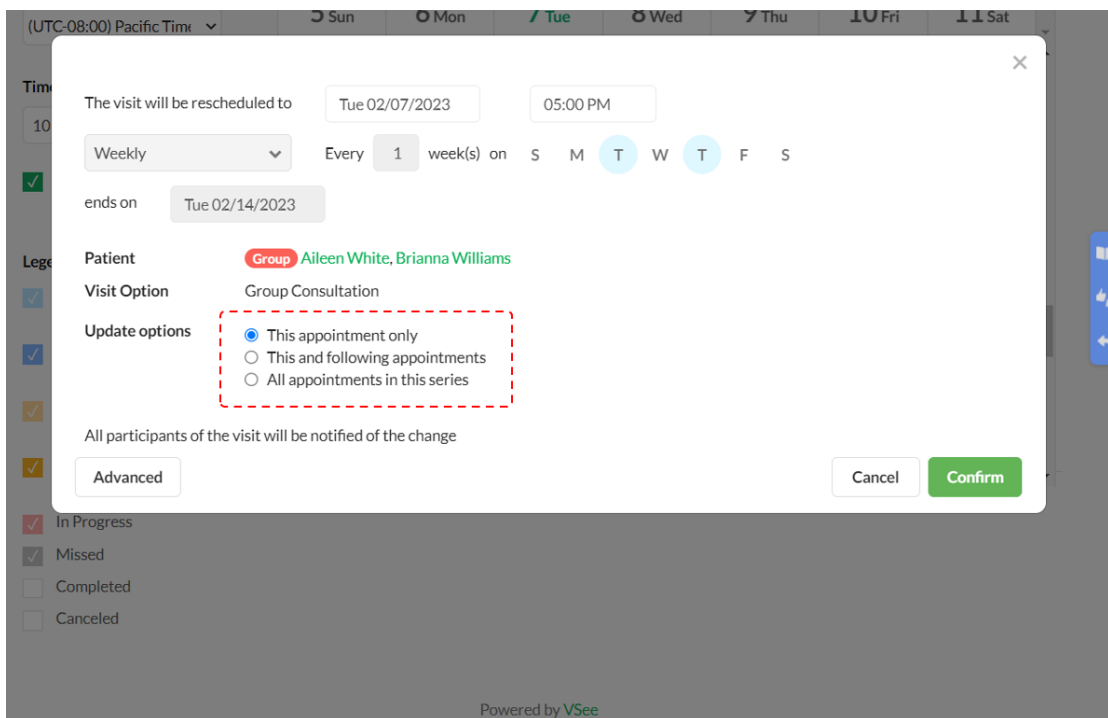 (UTC-08:00) Pacific Time
5 Sun 6 Mon 7 Tue 8 Wed 9 Thu 10 Fri 11 Sat
Time
10
The visit will be rescheduled to Tue 02/07/2023 05:00 PM
Weekly Every 1 week(s) on S M T W T F S
ends on Tue 02/14/2023
Lege
Patient Group Aileen White, Brianna Williams
Visit Option Group Consultation
Update options This appointment only
This and following appointments
All appointments in this series
All participants of the visit will be notified of the change
Advanced Cancel Confirm
In Progress
Missed
Completed
Canceled
Powered by VSee